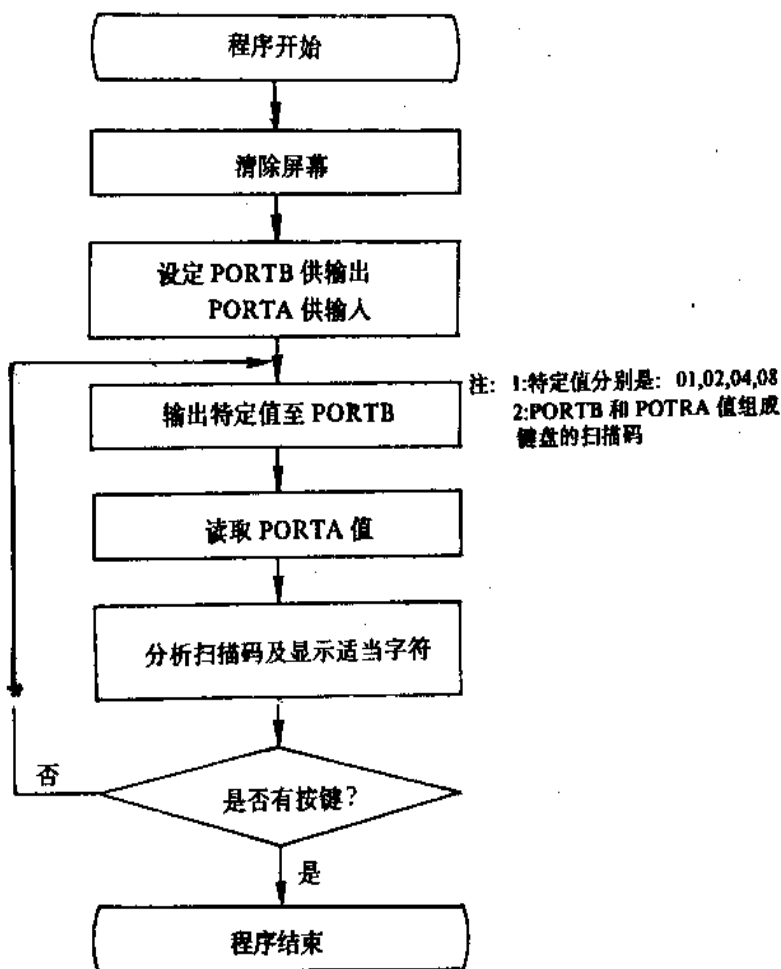 程序开始
清除屏幕
设定 PORTB 供输出
PORTA 供输入
输出特定值至 PORTB
注: 1:特定值分别是: 01,02,04,08
2:PORTB 和 POTRA 值组成
键盘的扫描码
读取 PORTA 值
分析扫描码及显示适当字符
是否有按键?
否
是
程序结束